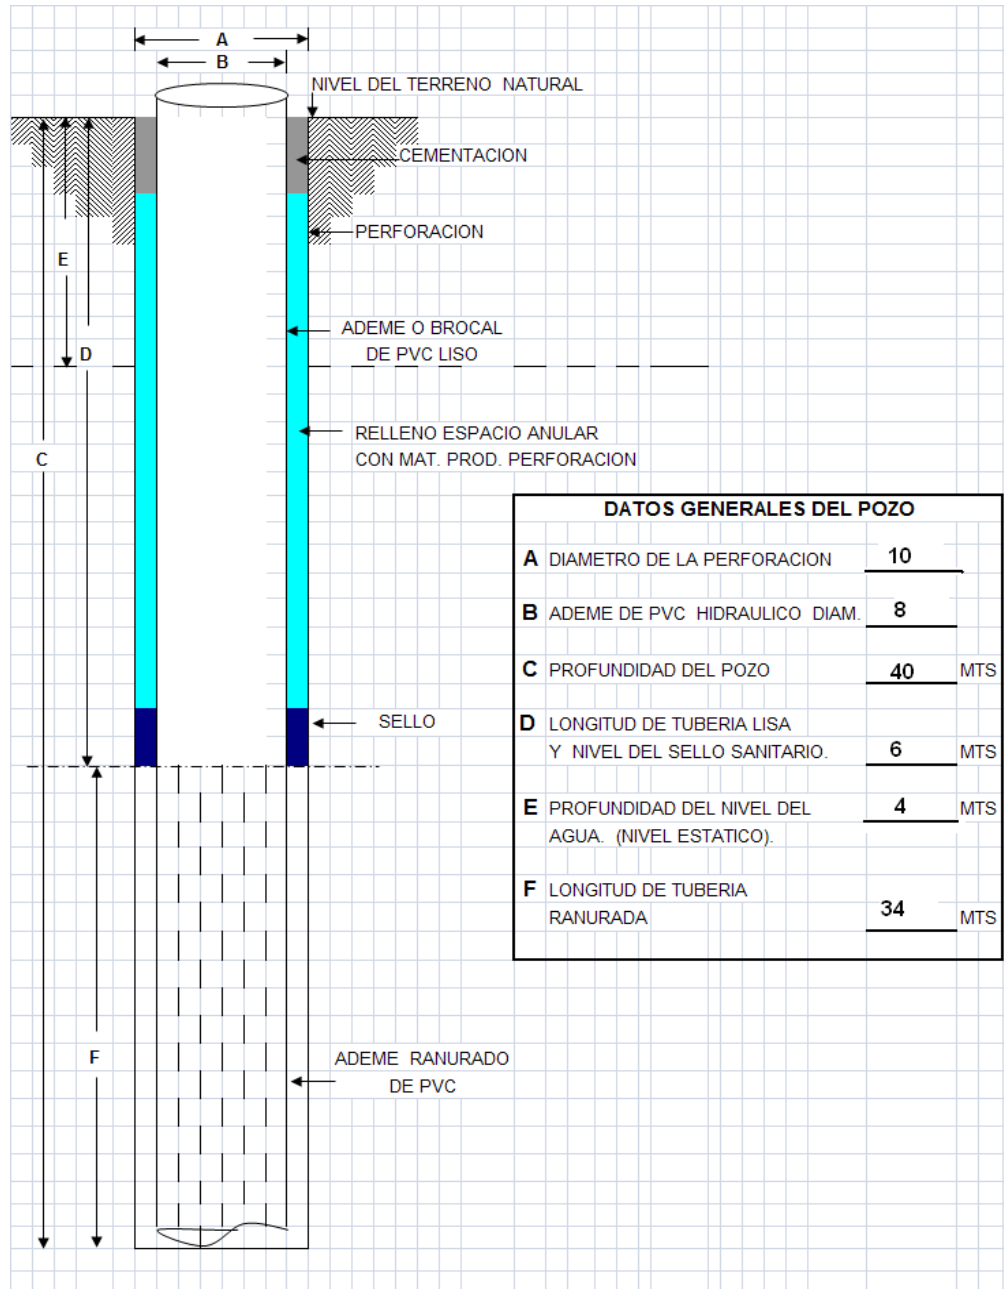 A
B
NIVEL DEL TERRENO NATURAL
CEMENTACION
PERFORACION
E
ADEME O BROCAL
DE PVC LISO
D
RELLENO ESPACIO ANULAR
CON MAT. PROD. PERFORACION
C
DATOS GENERALES DEL POZO
A DIAMETRO DE LA PERFORACION 10
B ADEME DE PVC HIDRAULICO DIAM. 8
C PROFUNDIDAD DEL POZO 40 MTS
D LONGITUD DE TUBERIA LISA
Y NIVEL DEL SELLO SANITARIO. 6 MTS
E PROFUNDIDAD DEL NIVEL DEL 4 MTS
AGUA. (NIVEL ESTATICO).
F LONGITUD DE TUBERIA
RANURADA 34 MTS
SELLO
F
ADEME RANURADO
DE PVC